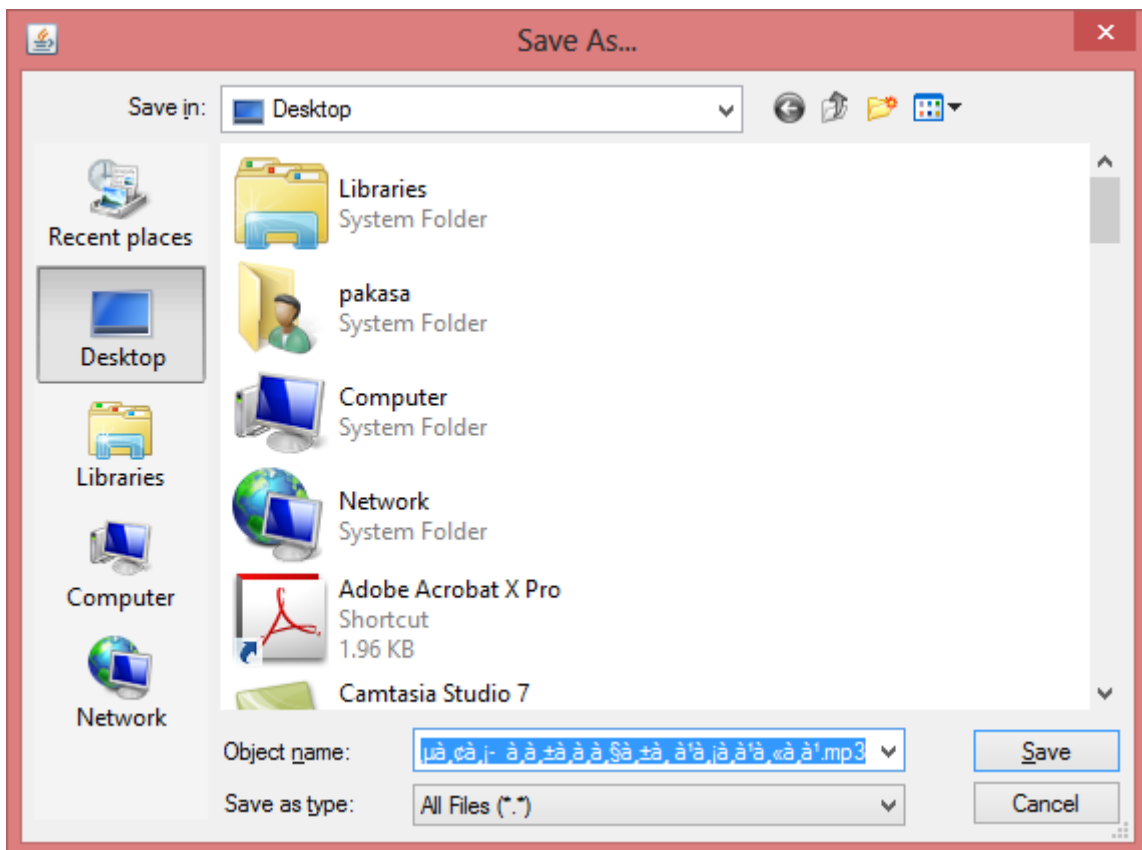 Save As...
Save in:
Desktop
Recent places
Desktop
Libraries
Computer
Network
Libraries
System Folder
pakasa
System Folder
Computer
System Folder
Network
System Folder
Adobe Acrobat X Pro
Shortcut
1.96 KB
Camtasia Studio 7
Object name:
.mp3
Save
Save as type:
All Files (*.*)
Cancel